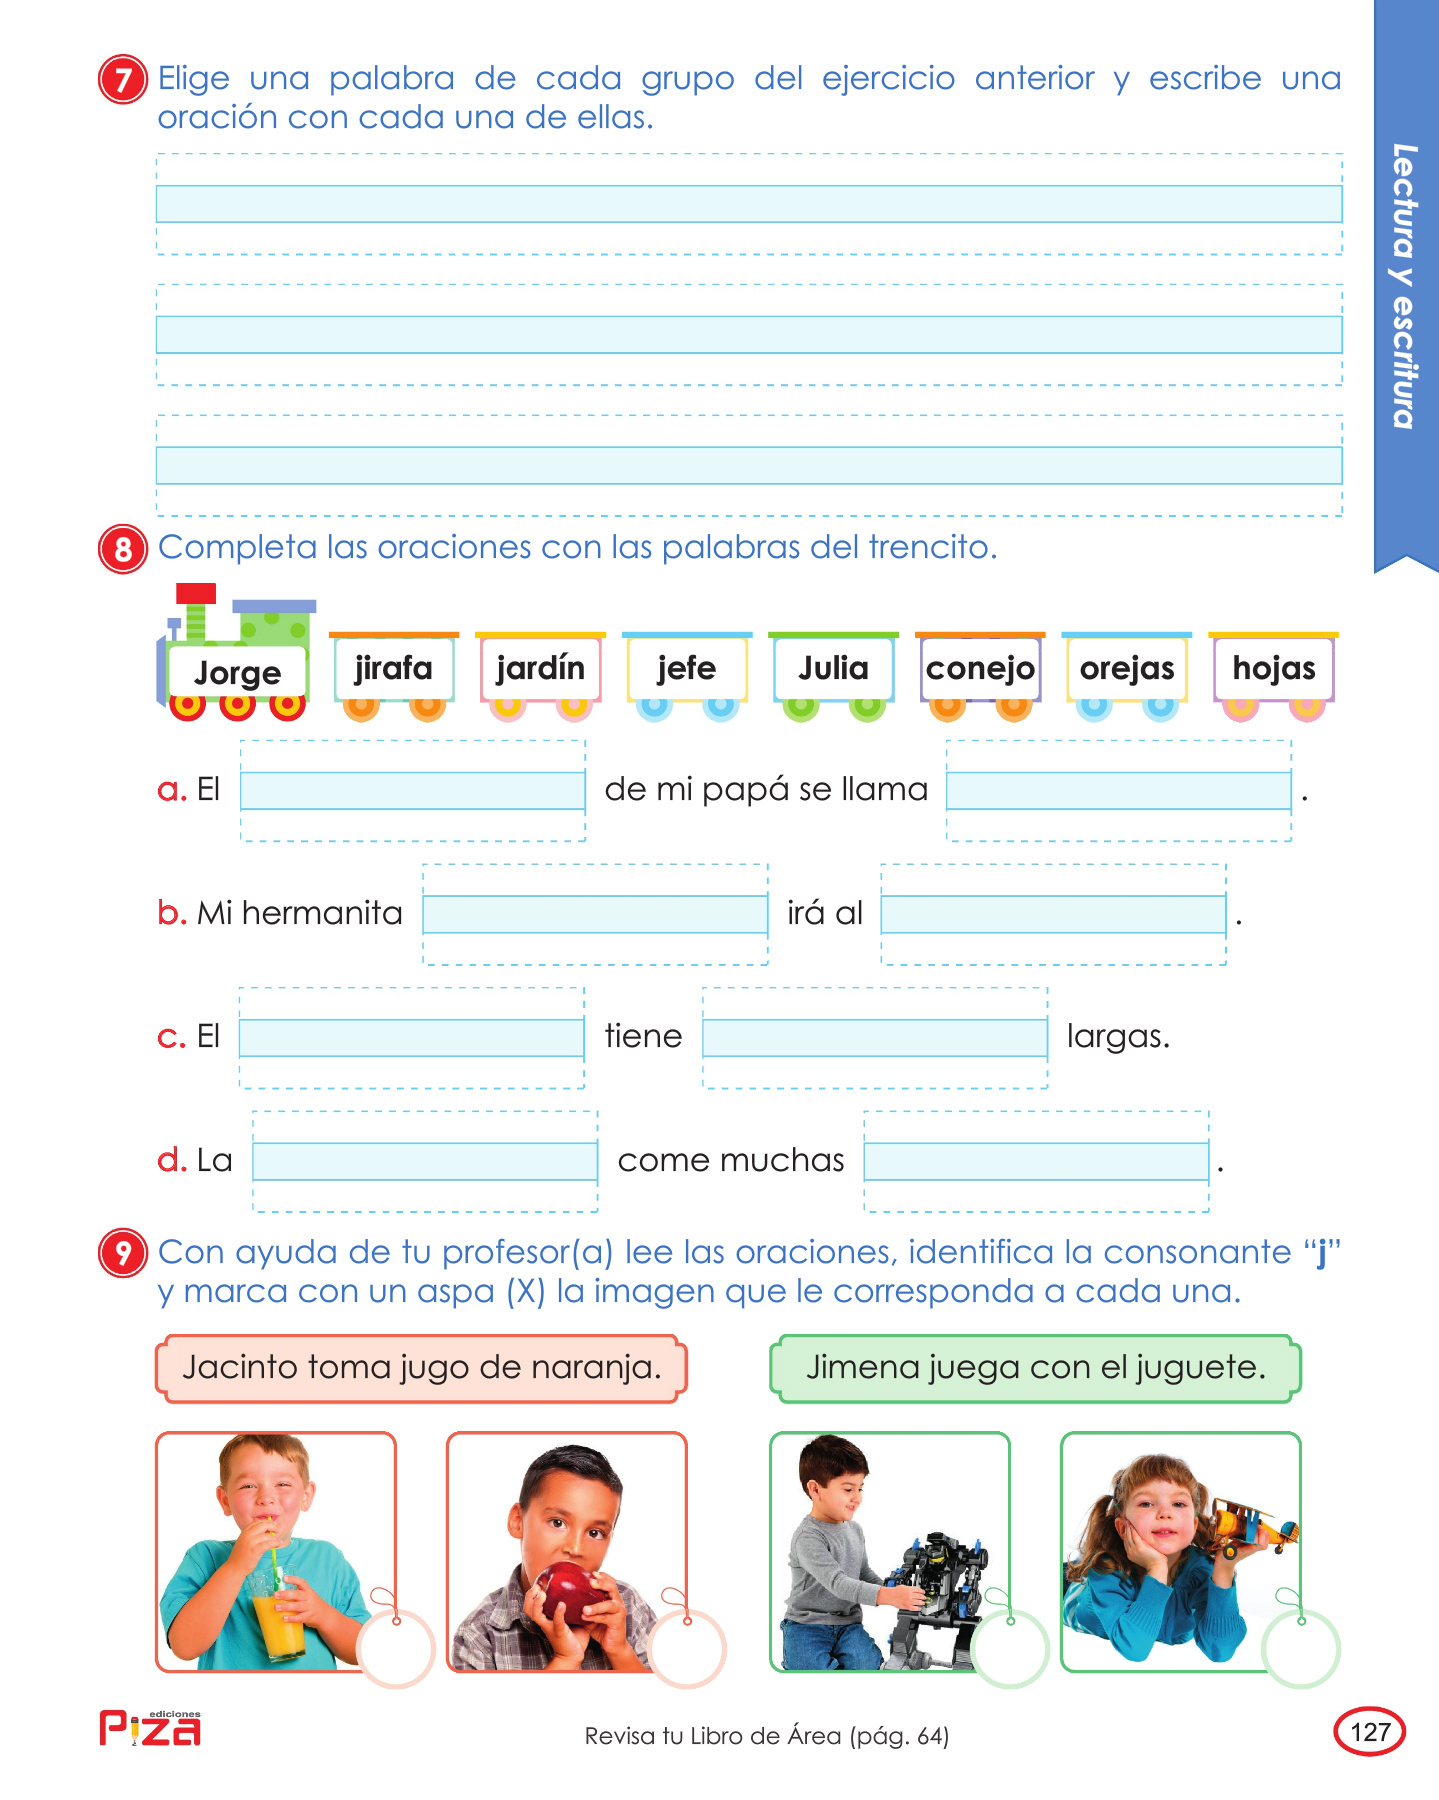 7 Elige una palabra de cada grupo del ejercicio anterior y escribe una
oración con cada una de ellas.
Lectura y escritura
8 Completa las oraciones con las palabras del trencito.
Jorge jirafa jardín jefe Julia conejo orejas hojas
a. El de mi papá se llama .
b. Mi hermanita irá al .
c. El tiene largas.
d. La come muchas .
9 Con ayuda de tu profesor(a) lee las oraciones, identifica la consonante “j”
y marca con un aspa (X) la imagen que le corresponda a cada una.
Jacinto toma jugo de naranja.
Jimena juega con el juguete.
ediciones
Piza
Revisa tu Libro de Área (pág. 64)
127